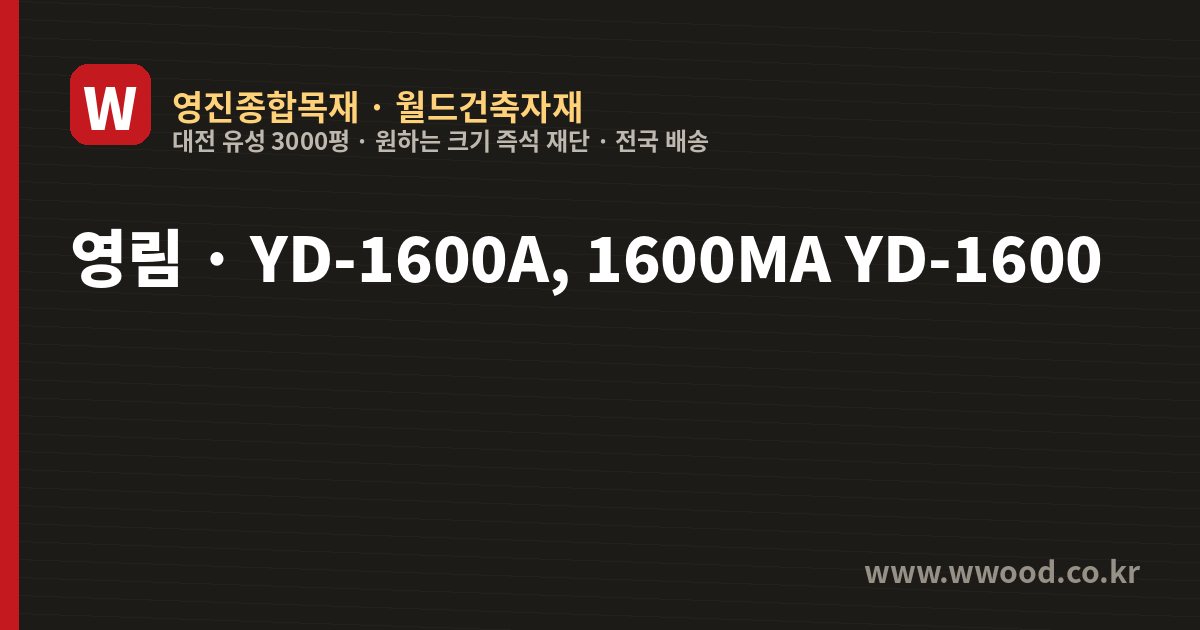 W
영진종합목재 · 월드건축자재
대전 유성 3000평 · 원하는 크기 즉석 재단 · 전국 배송
영림 · YD-1600A, 1600MA YD-1600
www.wwood.co.kr